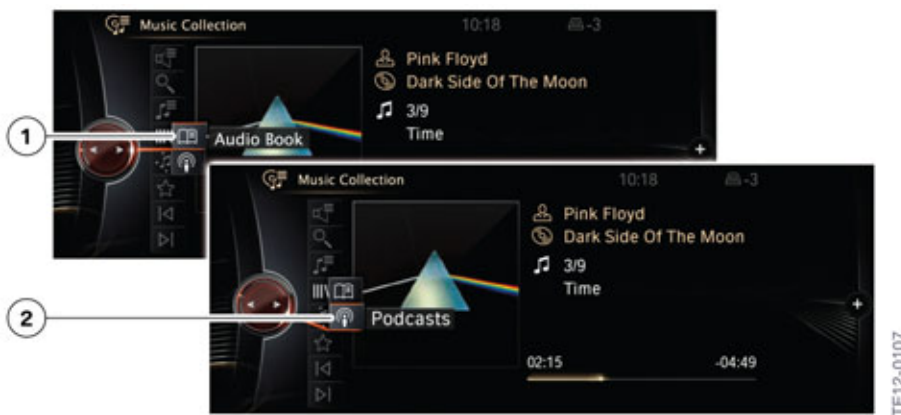 Music Collection
10:18
-3
Pink Floyd
Dark Side Of The Moon
3/9
Time
1
Audio Book
Music Collection
10:18
-3
Pink Floyd
Dark Side Of The Moon
3/9
Time
2
Podcasts
02:15
-04:49
TE12-0107